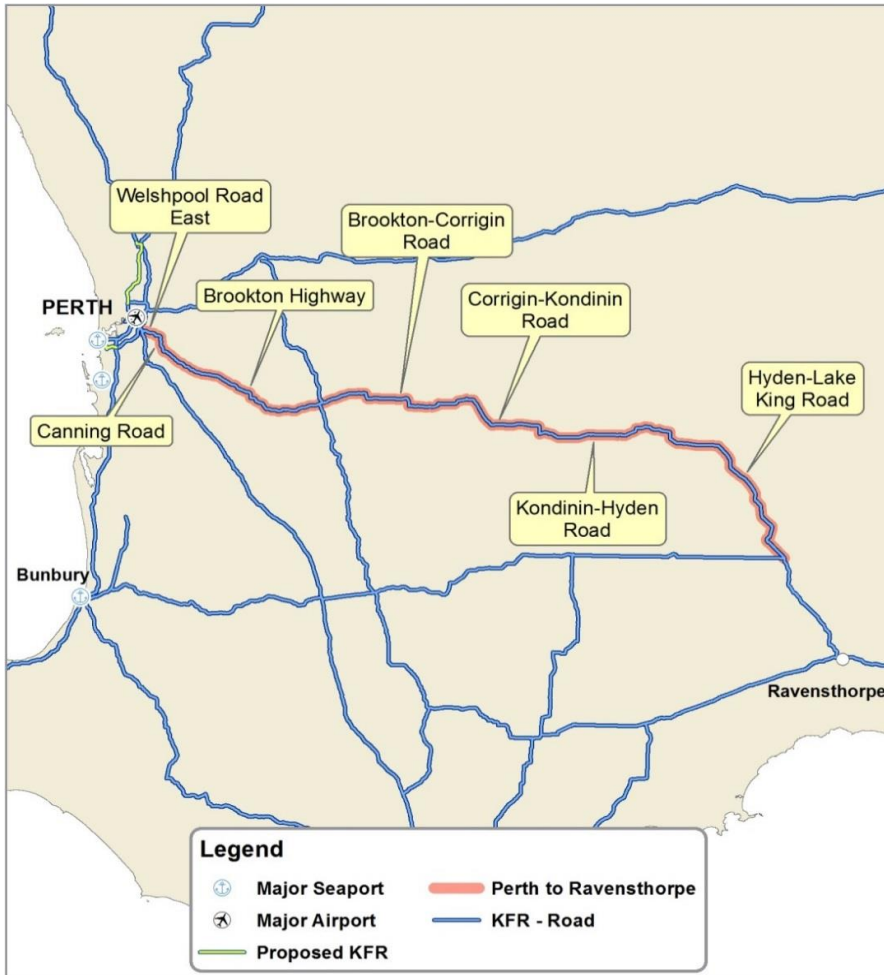 Welshpool Road
East
Brookton-Corrigin
Road
PERTH
Brookton Highway
Corrigin-Kondinin
Road
Hyden-Lake
King Road
Canning Road
Kondinin-Hyden
Road
Bunbury
Ravensthorpe
Legend
Major Seaport
Perth to Ravensthorpe
Major Airport
KFR - Road
Proposed KFR